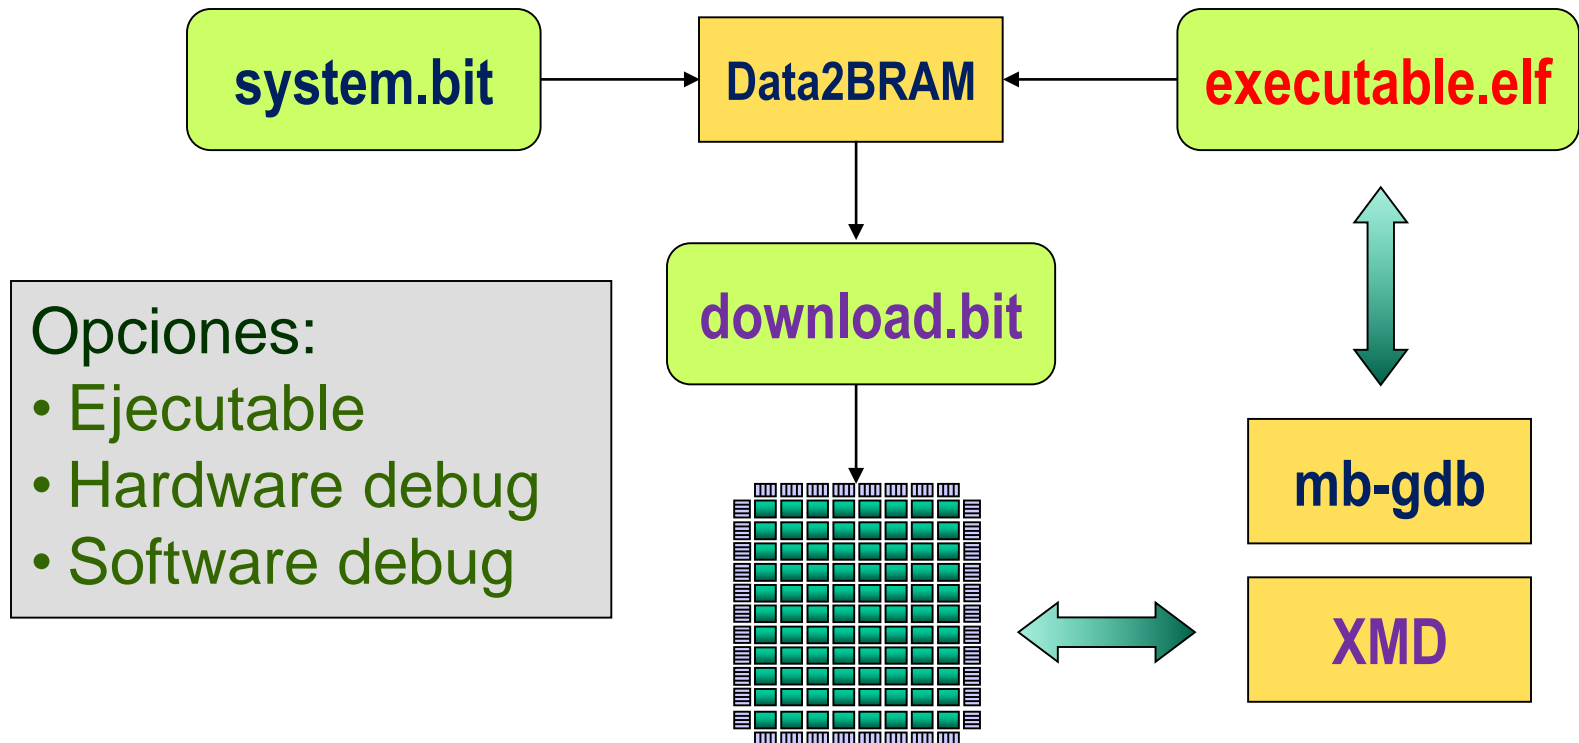 system.bit
Data2BRAM
executable.elf
download.bit
Opciones:
• Ejecutable
• Hardware debug
• Software debug
mb-gdb
XMD